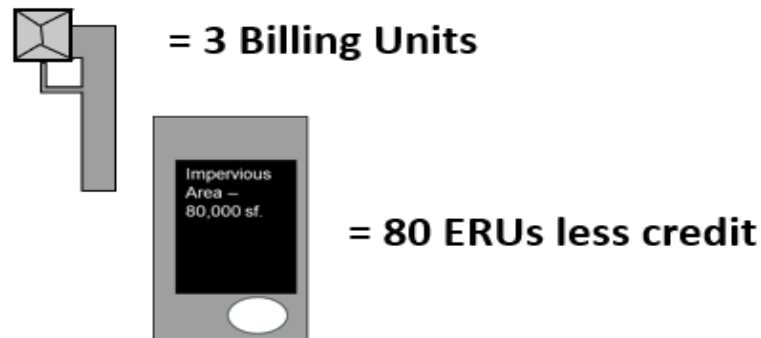 = 3 Billing Units
Impervious
Area –
80,000 sf.
= 80 ERUs less credit